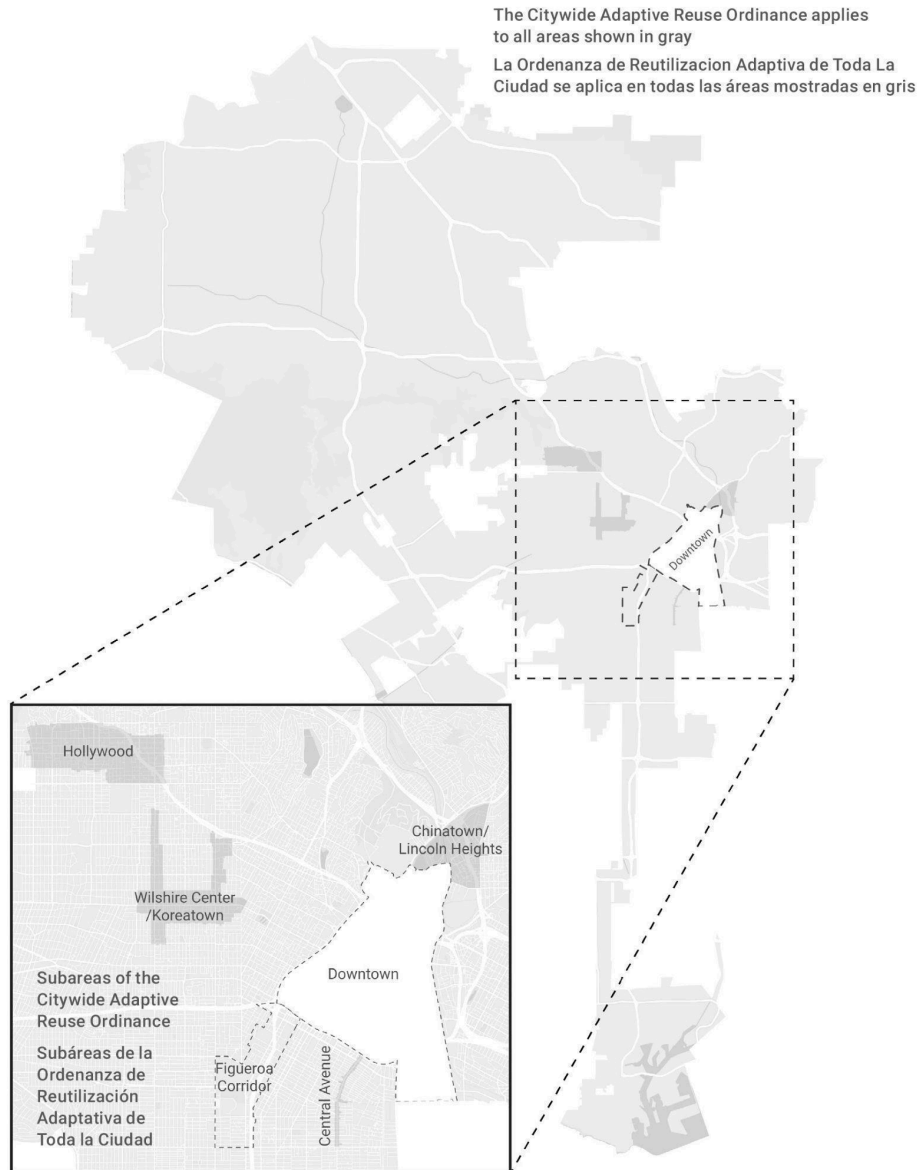 The Citywide Adaptive Reuse Ordinance applies
to all areas shown in gray
La Ordenanza de Reutilizacion Adaptiva de Toda La
Ciudad se aplica en todas las áreas mostradas en gris
Downtown
Hollywood
Chinatown/
Lincoln Heights
Wilshire Center
/Koreatown
Downtown
Subareas of the
Citywide Adaptive
Reuse Ordinance
Subáreas de la
Ordenanza de
Reutilización
Adaptativa de
Toda la Ciudad
Figueroa
Corridor
Central Avenue